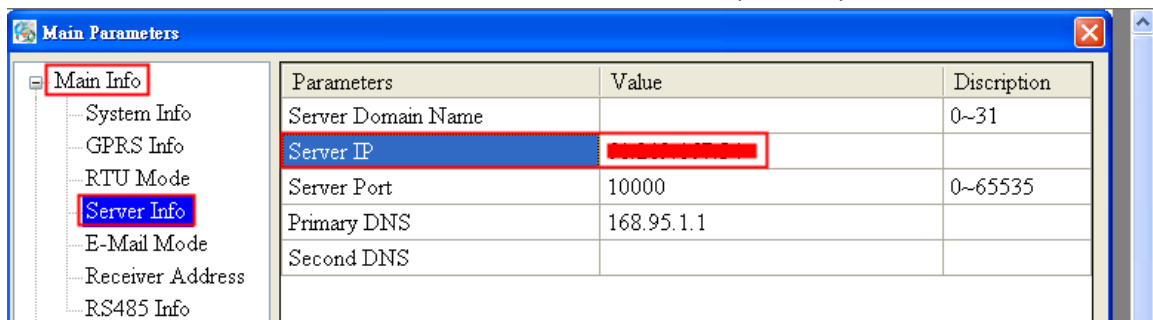 Main Parameters
Main Info
System Info
GPRS Info
RTU Mode
Server Info
E-Mail Mode
Receiver Address
RS485 Info
Parameters Value Discription
Server Domain Name 0~31
Server IP
Server Port 10000 0~65535
Primary DNS 168.95.1.1
Second DNS